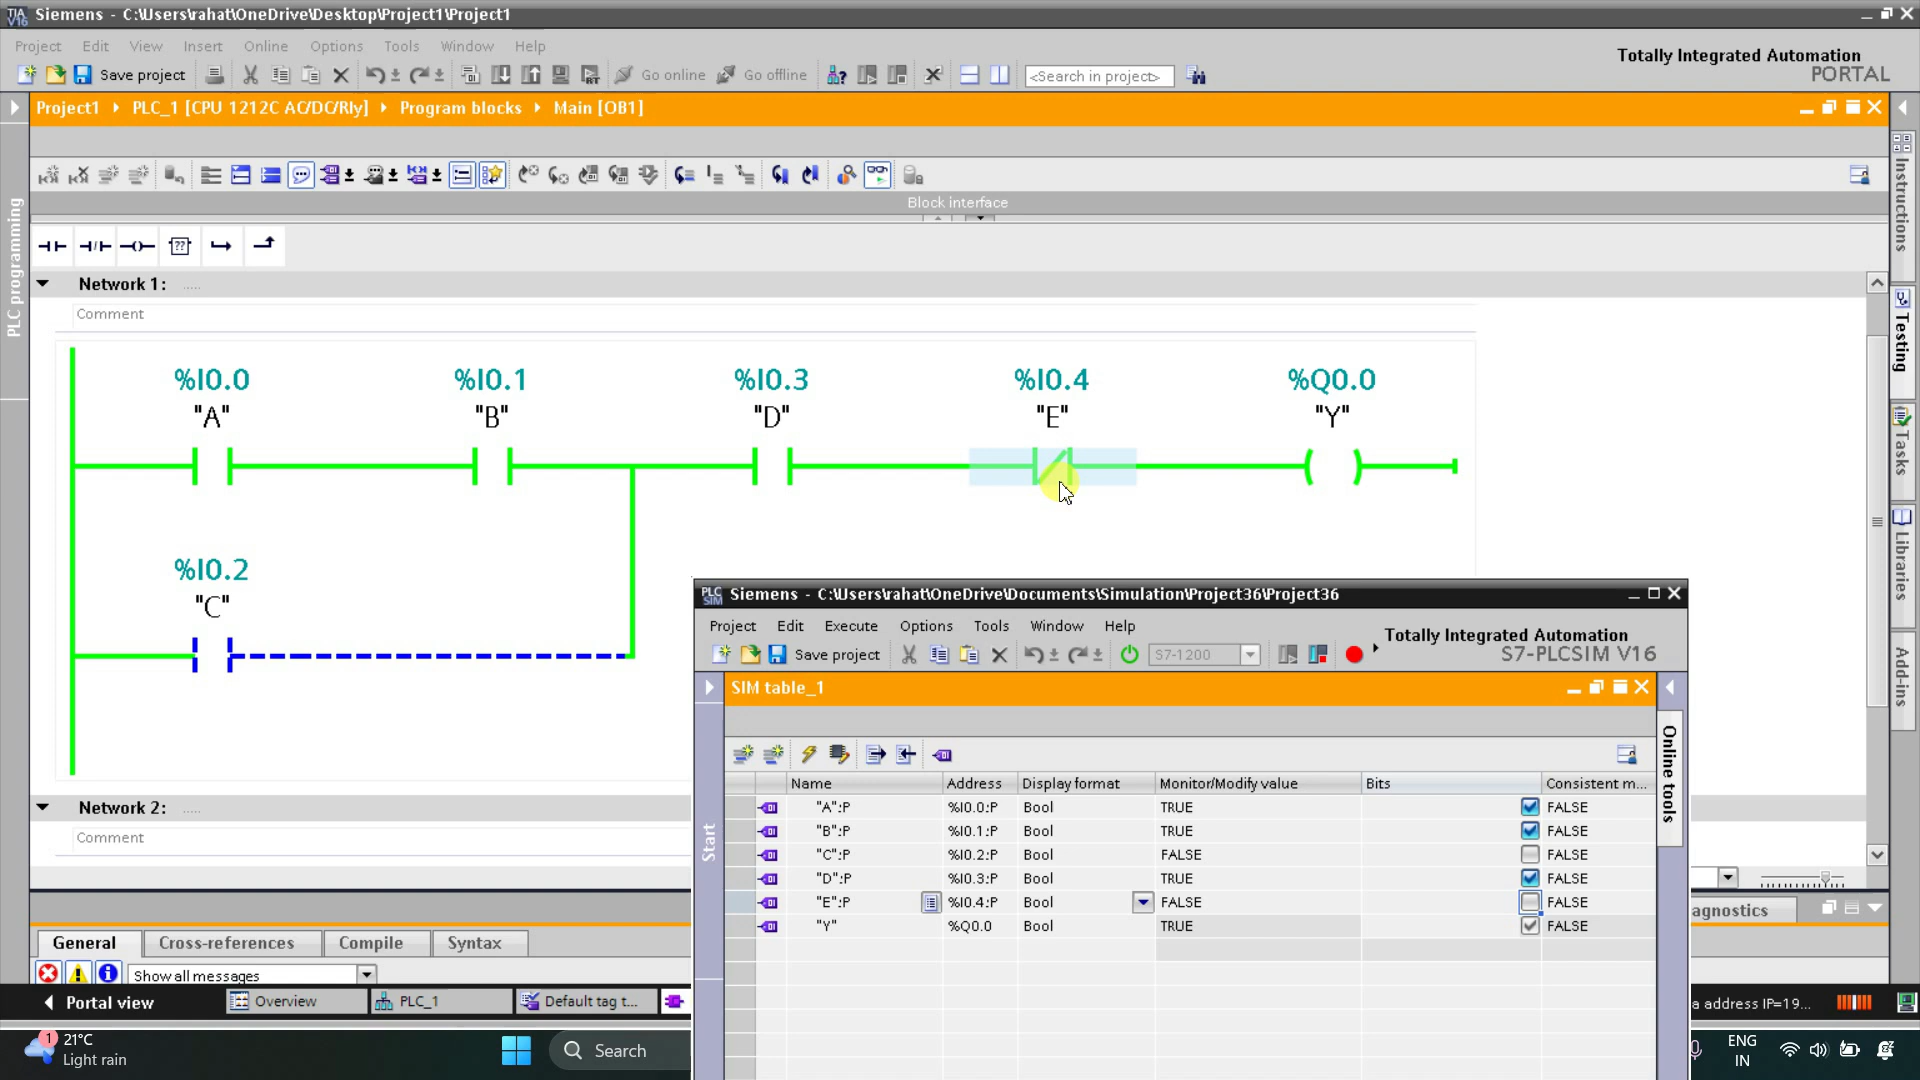 TIA V16 Siemens - C:\Users\rahat\OneDrive\Desktop\Project1\Project1
Project Edit View Insert Online Options Tools Window Help
Save project Go online Go offline <Search in project>
Totally Integrated Automation
PORTAL
Project1 PLC_1 [CPU 1212C AC/DC/Rly] Program blocks Main [OB1]
Block interface
PLC programming
Instructions
Testing
Tasks
Libraries
Add-ins
??
Network 1: .....
Comment
%I0.0 %I0.1 %I0.3 %I0.4 %Q0.0
"A" "B" "D" "E" "Y"
%I0.2
"C"
Network 2: .....
Comment
PLC SIM Siemens - C:\Users\rahat\OneDrive\Documents\Simulation\Project36\Project36
Project Edit Execute Options Tools Window Help
Totally Integrated Automation
S7-PLCSIM V16
Save project S7-1200
SIM table_1
Start
Online tools
Name Address Display format Monitor/Modify value Bits Consistent m...
"A":P %I0.0:P Bool TRUE FALSE
"B":P %I0.1:P Bool TRUE FALSE
"C":P %I0.2:P Bool FALSE FALSE
"D":P %I0.3:P Bool TRUE FALSE
"E":P %I0.4:P Bool FALSE FALSE
"Y" %Q0.0 Bool TRUE FALSE
agnostics
General Cross-references Compile Syntax
Show all messages
Portal view Overview PLC_1 Default tag t...
a address IP=19...
1 21°C
Light rain
Search
ENG
IN